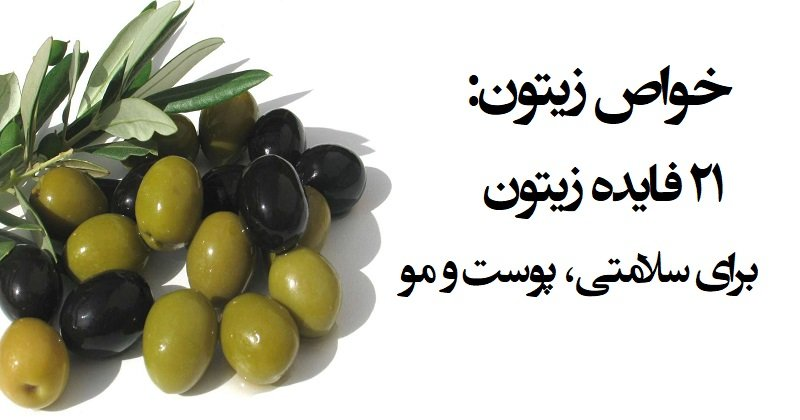 خواص زیتون:
۲۱ فایده زیتون
برای سلامتی، پوست و مو